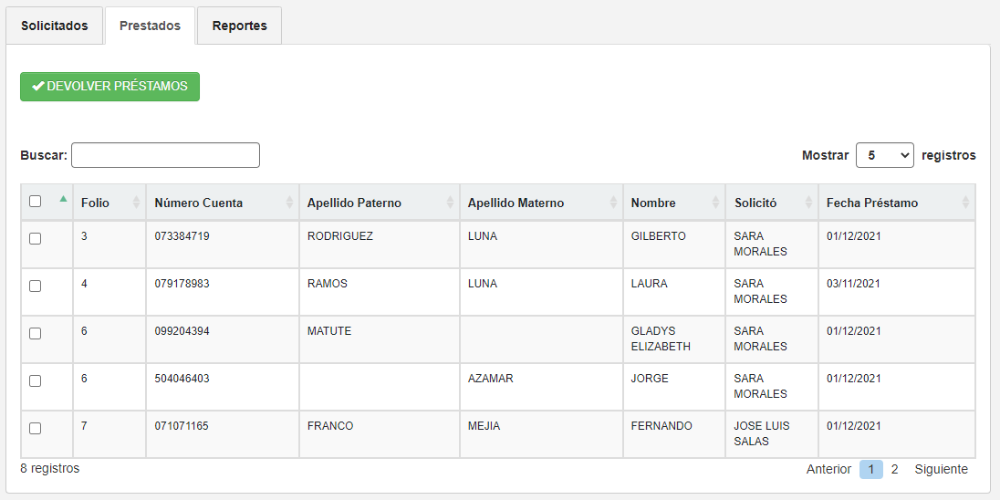 Solicitados Prestados Reportes
DEVOLVER PRÉSTAMOS
Buscar: Mostrar 5 registros
Folio Número Cuenta Apellido Paterno Apellido Materno Nombre Solicitó Fecha Préstamo
3 073384719 RODRIGUEZ LUNA GILBERTO SARA 01/12/2021
MORALES
4 079178983 RAMOS LUNA LAURA SARA 03/11/2021
MORALES
6 099204394 MATUTE GLADYS SARA 01/12/2021
ELIZABETH MORALES
6 504046403 AZAMAR JORGE SARA 01/12/2021
MORALES
7 071071165 FRANCO MEJIA FERNANDO JOSE LUIS 01/12/2021
SALAS
8 registros Anterior 1 2 Siguiente